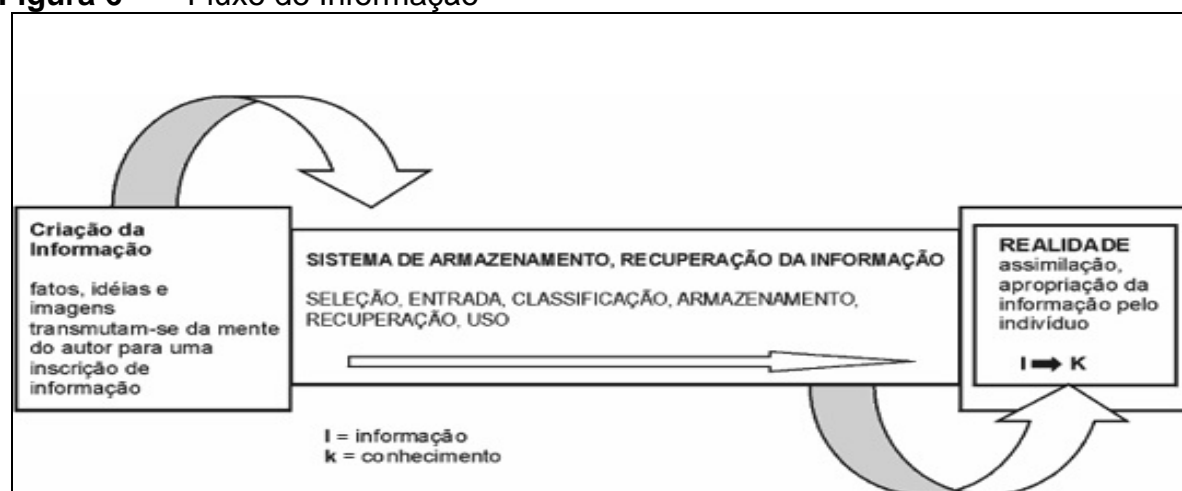 Fluxo de Informação
Criação da
Informação
fatos, idéias e
imagens
transmutam-se da mente
do autor para uma
inscrição de
informação
SISTEMA DE ARMAZENAMENTO, RECUPERAÇÃO DA INFORMAÇÃO
SELEÇÃO, ENTRADA, CLASSIFICAÇÃO, ARMAZENAMENTO,
RECUPERAÇÃO, USO
REALIDADE
assimilação,
apropriação da
informação pelo
indivíduo
I ➡ K
I = informação
k = conhecimento